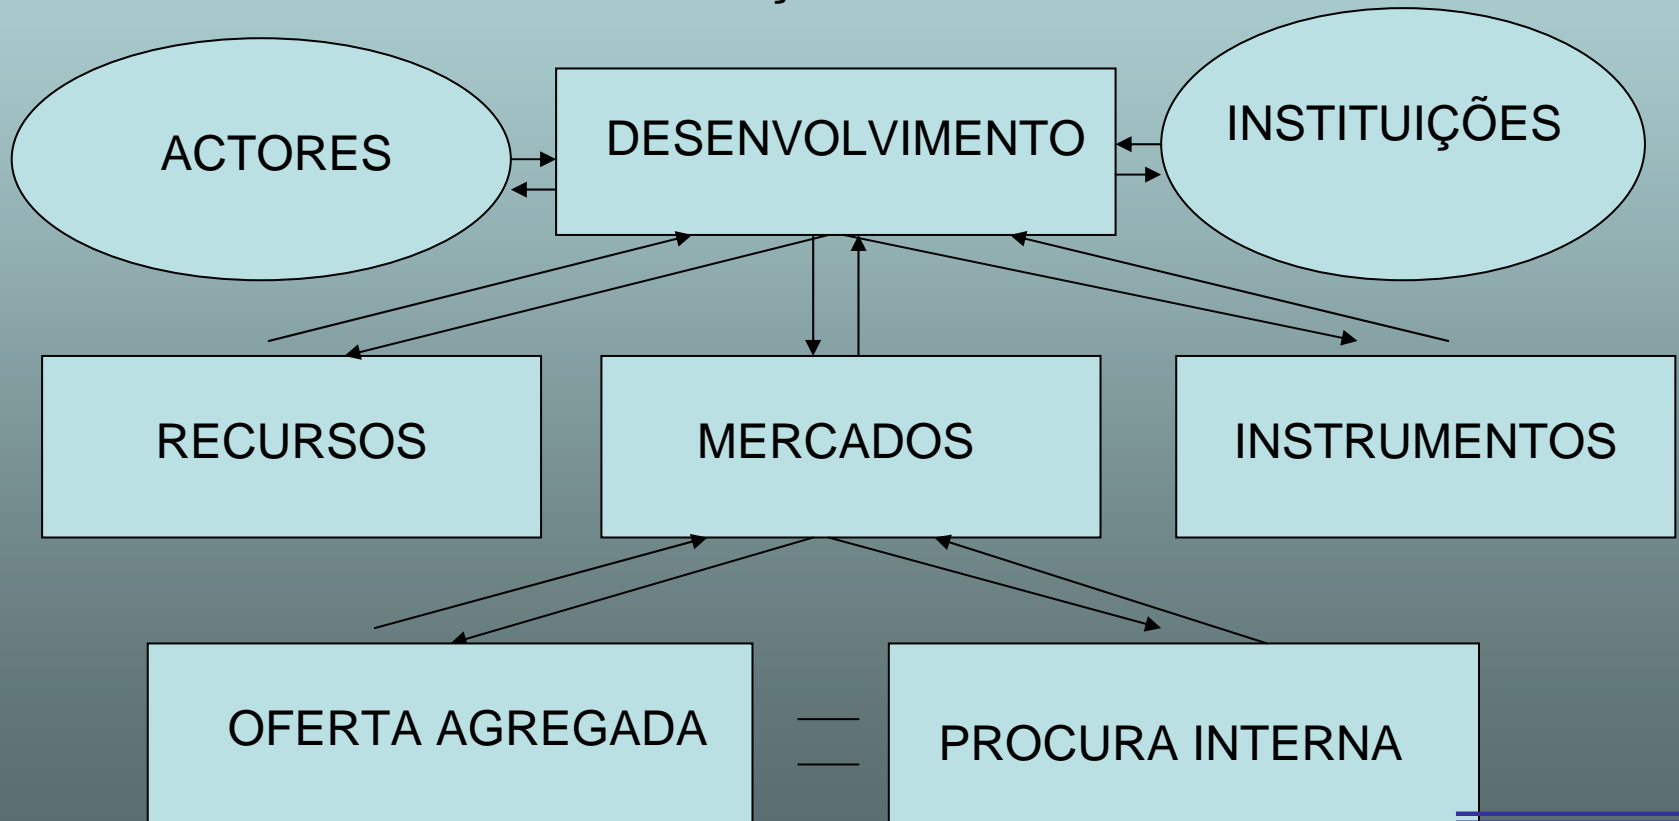 ACTORES
DESENVOLVIMENTO
INSTITUIÇÕES
RECURSOS
MERCADOS
INSTRUMENTOS
OFERTA AGREGADA
PROCURA INTERNA